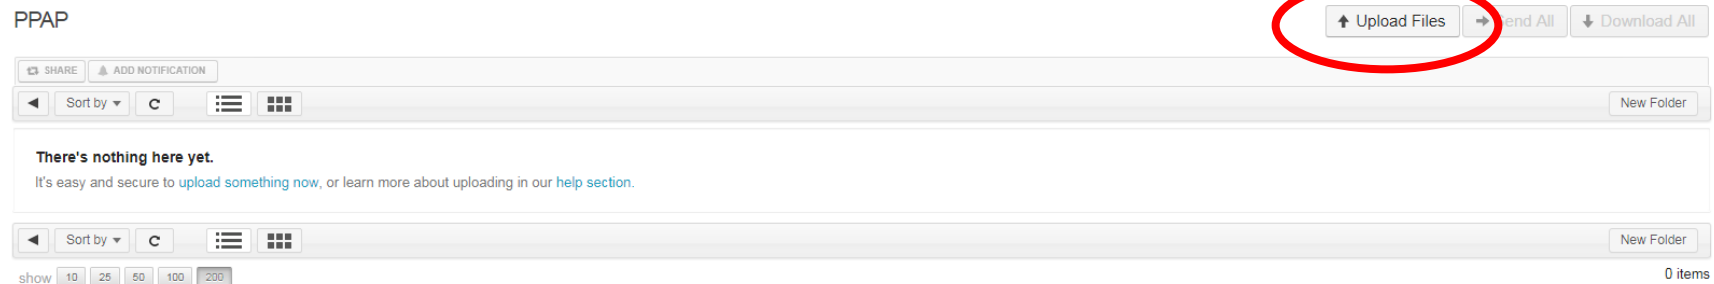 PPAP
Upload Files Send All Download All
SHARE ADD NOTIFICATION
Sort by New Folder
There's nothing here yet.
It's easy and secure to upload something now, or learn more about uploading in our help section.
Sort by New Folder
show 10 25 50 100 200 0 items